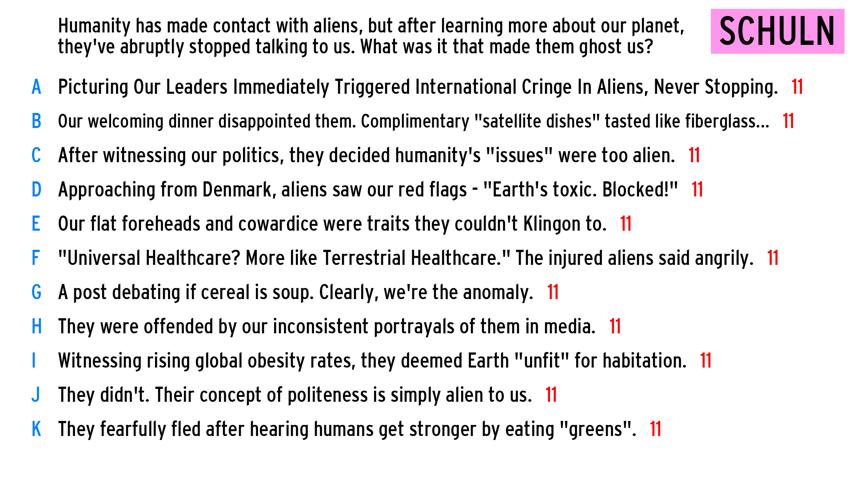 Humanity has made contact with aliens, but after learning more about our planet,
they've abruptly stopped talking to us. What was it that made them ghost us?
SCHULN
A Picturing Our Leaders Immediately Triggered International Cringe In Aliens, Never Stopping. 11
B Our welcoming dinner disappointed them. Complimentary "satellite dishes" tasted like fiberglass... 11
C After witnessing our politics, they decided humanity's "issues" were too alien. 11
D Approaching from Denmark, aliens saw our red flags - "Earth's toxic. Blocked!" 11
E Our flat foreheads and cowardice were traits they couldn't Klingon to. 11
F "Universal Healthcare? More like Terrestrial Healthcare." The injured aliens said angrily. 11
G A post debating if cereal is soup. Clearly, we're the anomaly. 11
H They were offended by our inconsistent portrayals of them in media. 11
I Witnessing rising global obesity rates, they deemed Earth "unfit" for habitation. 11
J They didn't. Their concept of politeness is simply alien to us. 11
K They fearfully fled after hearing humans get stronger by eating "greens". 11